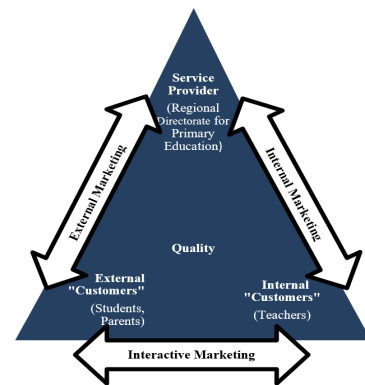 Service
Provider
(Regional
Directorate for
Primary
Education)
External Marketing
Internal Marketing
Quality
External
"Customers"
(Students,
Parents)
Internal
"Customers"
(Teachers)
Interactive Marketing